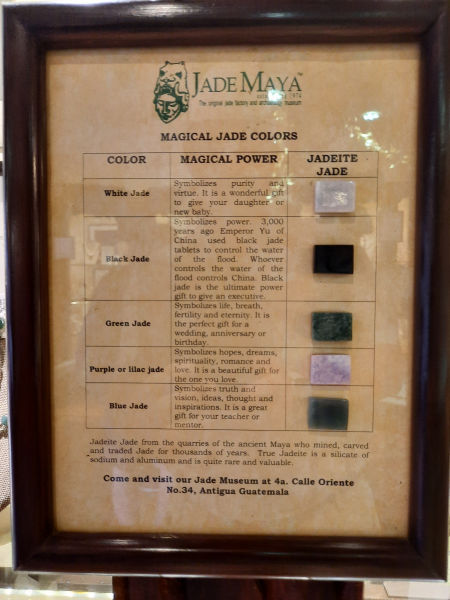 JADE MAYA™
The original jade factory and archaeology museum
MAGICAL JADE COLORS
COLOR
MAGICAL POWER
JADEITE
JADE
White Jade
Symbolizes purity and
virtue. It is a wonderful gift
to give your daughter or
new baby.
Black Jade
Symbolizes power. 3,000
years ago Emperor Yu of
China used black jade
tablets to control the water
of the flood. Whoever
controls the water of the
flood controls China. Black
jade is the ultimate power
gift to give an executive.
Green Jade
Symbolizes life, breath,
fertility and eternity. It is
the perfect gift for a
wedding, anniversary or
birthday.
Purple or lilac jade
Symbolizes hopes, dreams,
spirituality, romance and
love. It is a beautiful gift for
the one you love.
Blue Jade
Symbolizes truth and
vision, ideas, thought and
inspirations. It is a great
gift for your teacher or
mentor.
Jadeite Jade from the quarries of the ancient Maya who mined, carved
and traded Jade for thousands of years. True Jadeite is a silicate of
sodium and aluminum and is quite rare and valuable.
Come and visit our Jade Museum at 4a. Calle Oriente
No.34, Antigua Guatemala